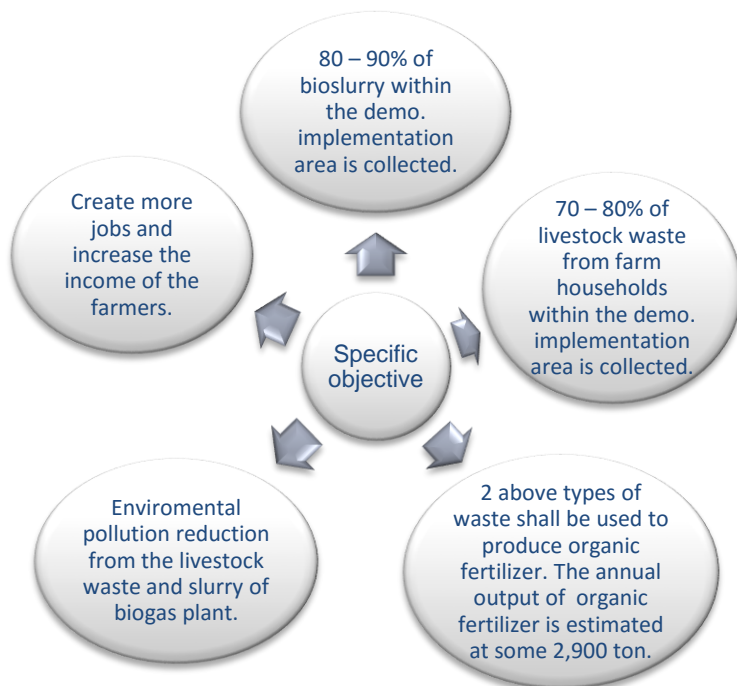 80 – 90% of
bioslurry within
the demo.
implementation
area is collected.
70 – 80% of
livestock waste
from farm
households
within the demo.
implementation
area is collected.
2 above types of
waste shall be used to
produce organic
fertilizer. The annual
output of organic
fertilizer is estimated
at some 2,900 ton.
Enviromental
pollution reduction
from the livestock
waste and slurry of
biogas plant.
Create more
jobs and
increase the
income of the
farmers.
Specific
objective